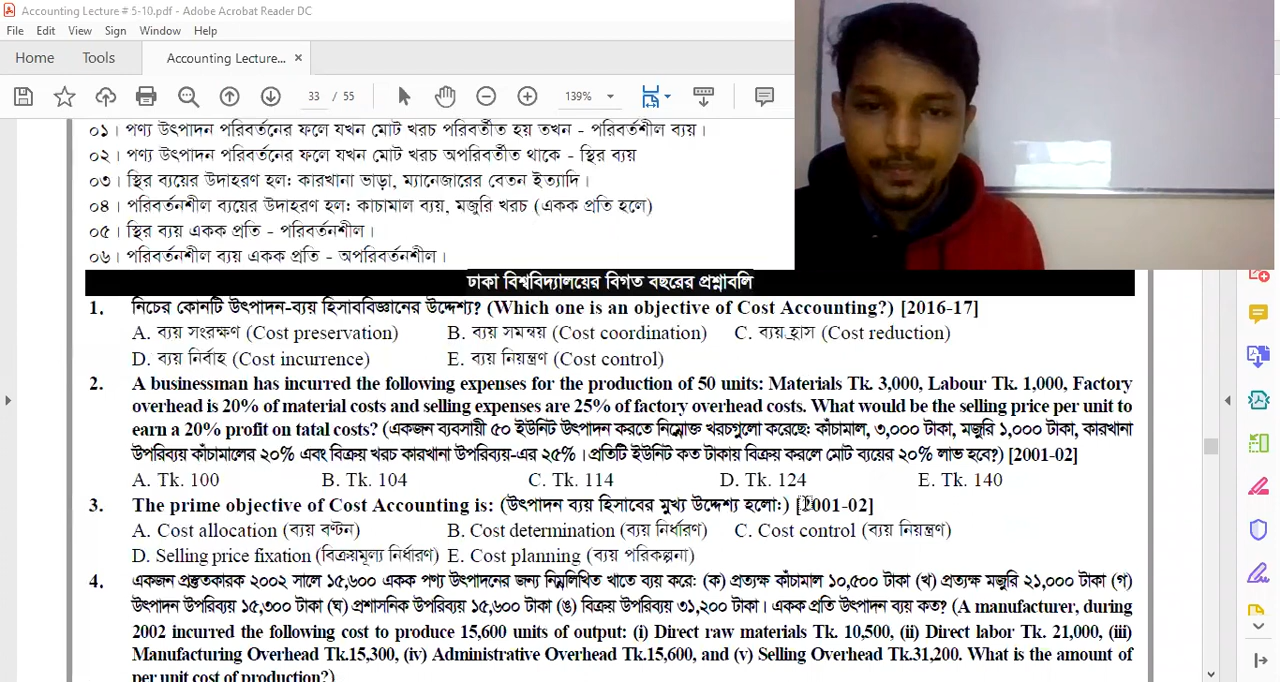 Accounting Lecture # 5-10.pdf - Adobe Acrobat Reader DC
File Edit View Sign Window Help
Home Tools Accounting Lecture... ×
33 / 55 139%
০১। পণ্য উৎপাদন পরিবর্তনের ফলে যখন মোট খরচ পরিবর্তীত হয় তখন - পরিবর্তশীল ব্যয়।
০২। পণ্য উৎপাদন পরিবর্তনের ফলে যখন মোট খরচ অপরিবর্তীত থাকে - স্থির ব্যয়
০৩। স্থির ব্যয়ের উদাহরণ হল: কারখানা ভাড়া, ম্যানেজারের বেতন ইত্যাদি।
০৪। পরিবর্তনশীল ব্যয়ের উদাহরণ হল: কাচামাল ব্যয়, মজুরি খরচ (একক প্রতি হলে)
০৫। স্থির ব্যয় একক প্রতি - পরিবর্তনশীল।
০৬। পরিবর্তনশীল ব্যয় একক প্রতি - অপরিবর্তনশীল।
ঢাকা বিশ্ববিদ্যালয়ের বিগত বছরের প্রশ্নাবলি
1. নিচের কোনটি উৎপাদন-ব্যয় হিসাববিজ্ঞানের উদ্দেশ্য? (Which one is an objective of Cost Accounting?) [2016-17]
A. ব্যয় সংরক্ষণ (Cost preservation) B. ব্যয় সমন্বয় (Cost coordination) C. ব্যয় হ্রাস (Cost reduction)
D. ব্যয় নির্বাহ (Cost incurrence) E. ব্যয় নিয়ন্ত্রণ (Cost control)
2. A businessman has incurred the following expenses for the production of 50 units: Materials Tk. 3,000, Labour Tk. 1,000, Factory
overhead is 20% of material costs and selling expenses are 25% of factory overhead costs. What would be the selling price per unit to
earn a 20% profit on tatal costs? (একজন ব্যবসায়ী ৫০ ইউনিট উৎপাদন করতে নিম্নোক্ত খরচগুলো করেছে: কাঁচামাল, ৩,০০০ টাকা, মজুরি ১,০০০ টাকা, কারখানা
উপরিব্যয় কাঁচামালের ২০% এবং বিক্রয় খরচ কারখানা উপরিব্যয়-এর ২৫%। প্রতিটি ইউনিট কত টাকায় বিক্রয় করলে মোট ব্যয়ের ২০% লাভ হবে?) [2001-02]
A. Tk. 100 B. Tk. 104 C. Tk. 114 D. Tk. 124 E. Tk. 140
3. The prime objective of Cost Accounting is: (উৎপাদন ব্যয় হিসাবের মুখ্য উদ্দেশ্য হলো:) [2001-02]
A. Cost allocation (ব্যয় বণ্টন) B. Cost determination (ব্যয় নির্ধারণ) C. Cost control (ব্যয় নিয়ন্ত্রণ)
D. Selling price fixation (বিক্রয়মূল্য নির্ধারণ) E. Cost planning (ব্যয় পরিকল্পনা)
4. একজন প্রস্তুতকারক ২০০২ সালে ১৫,৬০০ একক পণ্য উৎপাদনের জন্য নিম্নলিখিত খাতে ব্যয় করে: (ক) প্রত্যক্ষ কাঁচামাল ১০,৫০০ টাকা (খ) প্রত্যক্ষ মজুরি ২১,০০০ টাকা (গ)
উৎপাদন উপরিব্যয় ১৫,৩০০ টাকা (ঘ) প্রশাসনিক উপরিব্যয় ১৫,৬০০ টাকা (ঙ) বিক্রয় উপরিব্যয় ৩১,২০০ টাকা। একক প্রতি উৎপাদন ব্যয় কত? (A manufacturer, during
2002 incurred the following cost to produce 15,600 units of output: (i) Direct raw materials Tk. 10,500, (ii) Direct labor Tk. 21,000, (iii)
Manufacturing Overhead Tk.15,300, (iv) Administrative Overhead Tk.15,600, and (v) Selling Overhead Tk.31,200. What is the amount of
per unit cost of production?)